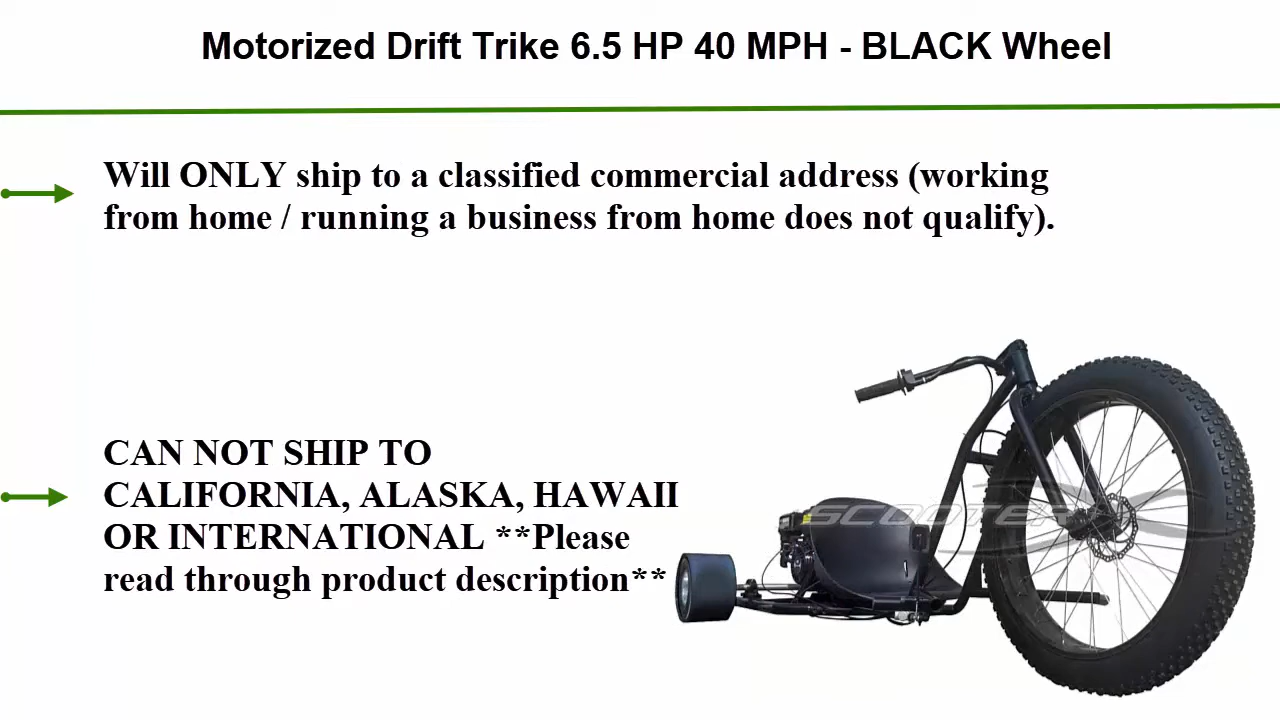 Motorized Drift Trike 6.5 HP 40 MPH - BLACK Wheel
Will ONLY ship to a classified commercial address (working
from home / running a business from home does not qualify).
CAN NOT SHIP TO
CALIFORNIA, ALASKA, HAWAII
OR INTERNATIONAL **Please
read through product description**
SCOOTERX